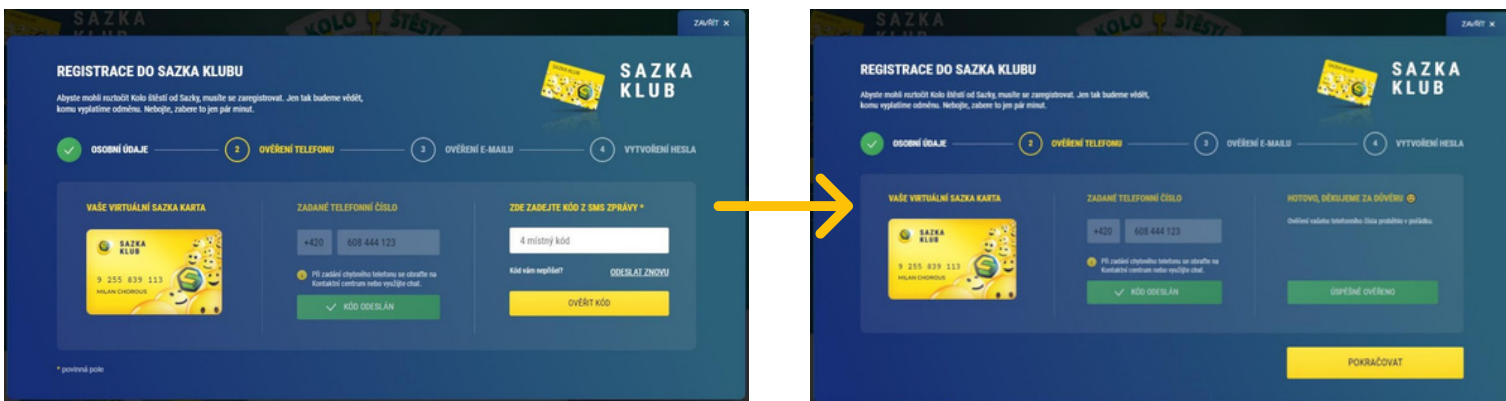 SAZKA
KLUB
KOLO ŠTĚSTÍ
ZAVŘÍT ×
REGISTRACE DO SAZKA KLUBU
Abyste mohli roztočit Kolo štěstí od Sazky, musíte se zaregistrovat. Jen tak budeme vědět,
komu vyplatíme odměnu. Nebojte, zabere to jen pár minut.
SAZKA
KLUB
OSOBNÍ ÚDAJE
2 OVĚŘENÍ TELEFONU
3 OVĚŘENÍ E-MAILU
4 VYTVOŘENÍ HESLA
VAŠE VIRTUÁLNÍ SAZKA KARTA
SAZKA
KLUB
9 255 839 113
MILAN CHOROUS
ZADANÉ TELEFONNÍ ČÍSLO
+420 608 444 123
Při zadání chybného telefonu se obraťte na
Kontaktní centrum nebo využijte chat.
KÓD ODESLÁN
ZDE ZADEJTE KÓD Z SMS ZPRÁVY *
4 místný kód
Kód vám nepřišel? ODESLAT ZNOVU
OVĚŘIT KÓD
* povinná pole
SAZKA
KLUB
KOLO ŠTĚSTÍ
ZAVŘÍT ×
REGISTRACE DO SAZKA KLUBU
Abyste mohli roztočit Kolo štěstí od Sazky, musíte se zaregistrovat. Jen tak budeme vědět,
komu vyplatíme odměnu. Nebojte, zabere to jen pár minut.
SAZKA
KLUB
OSOBNÍ ÚDAJE
2 OVĚŘENÍ TELEFONU
3 OVĚŘENÍ E-MAILU
4 VYTVOŘENÍ HESLA
VAŠE VIRTUÁLNÍ SAZKA KARTA
SAZKA
KLUB
9 255 839 113
MILAN CHOROUS
ZADANÉ TELEFONNÍ ČÍSLO
+420 608 444 123
Při zadání chybného telefonu se obraťte na
Kontaktní centrum nebo využijte chat.
KÓD ODESLÁN
HOTOVO, DĚKUJEME ZA DŮVĚRU
Ověření vašeho telefonního čísla proběhlo v pořádku.
ÚSPĚŠNĚ OVĚŘENO
POKRAČOVAT